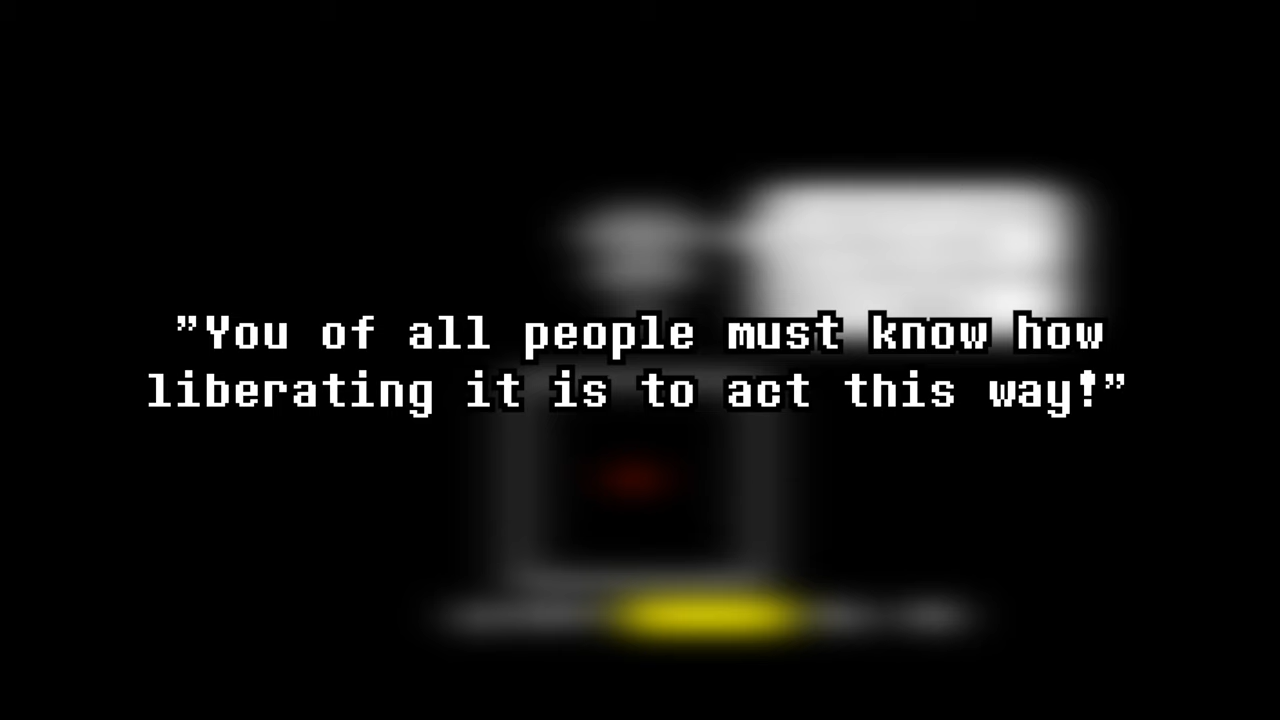 ”You of all people must know how
liberating it is to act this way!”